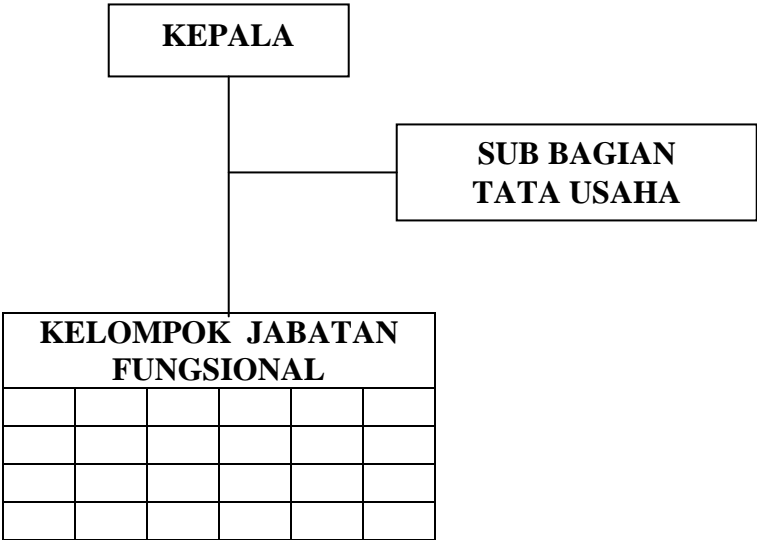 KEPALA
SUB BAGIAN
TATA USAHA
KELOMPOK JABATAN
FUNGSIONAL